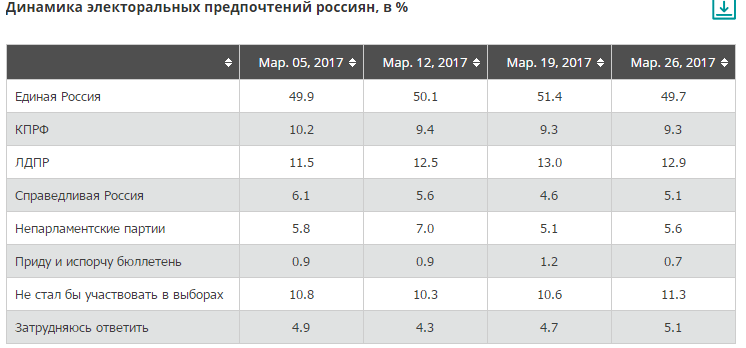 Динамика электоральных предпочтений россиян, в %
Мар. 05, 2017 Мар. 12, 2017 Мар. 19, 2017 Мар. 26, 2017
Единая Россия 49.9 50.1 51.4 49.7
КПРФ 10.2 9.4 9.3 9.3
ЛДПР 11.5 12.5 13.0 12.9
Справедливая Россия 6.1 5.6 4.6 5.1
Непарламентские партии 5.8 7.0 5.1 5.6
Приду и испорчу бюллетень 0.9 0.9 1.2 0.7
Не стал бы участвовать в выборах 10.8 10.3 10.6 11.3
Затрудняюсь ответить 4.9 4.3 4.7 5.1